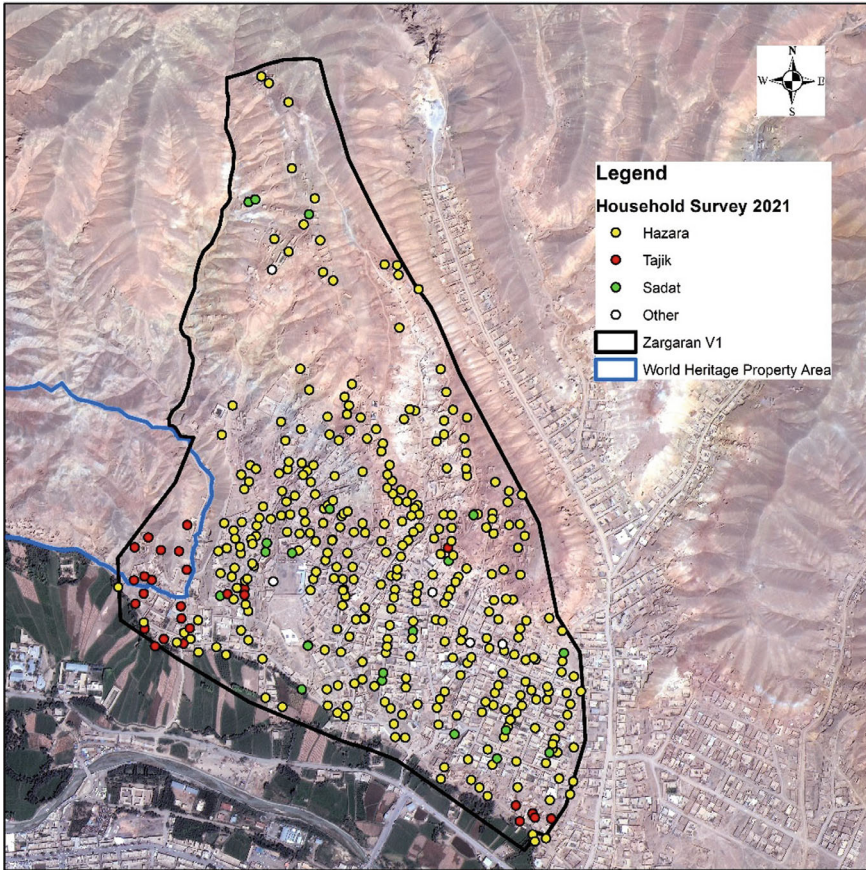 N
W E
S
Legend
Household Survey 2021
Hazara
Tajik
Sadat
Other
Zargaran V1
World Heritage Property Area